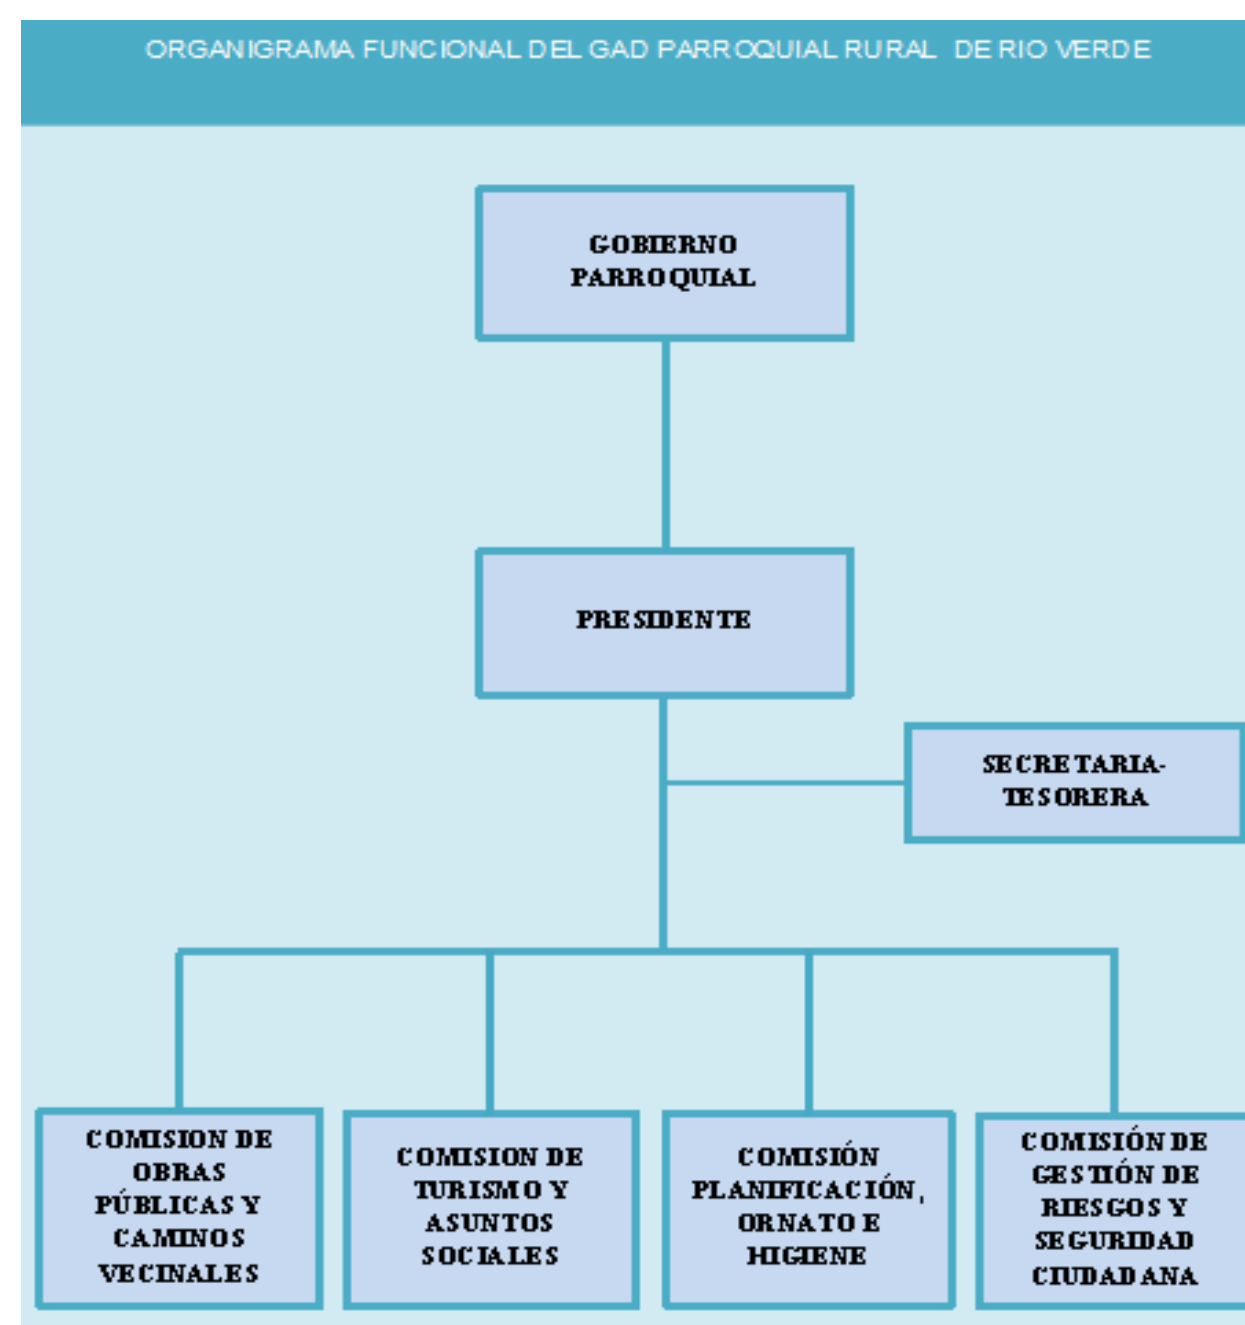 ORGANIGRAMA FUNCIONAL DEL GAD PARROQUIAL RURAL DE RIO VERDE
GOBIERNO
PARROQUIAL
PRESIDENTE
SECRETARIA-
TESORERA
COMISION DE
OBRAS
PÚBLICAS Y
CAMINOS
VECINALES
COMISION DE
TURISMO Y
ASUNTOS
SOCIALES
COMISIÓN
PLANIFICACIÓN,
ORNATO E
HIGIENE
COMISIÓN DE
GESTIÓN DE
RIESGOS Y
SEGURIDAD
CIUDADANA